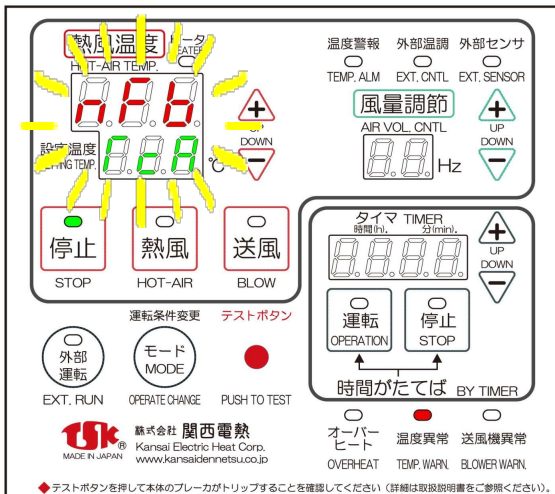 熱風温度 ヒータ HEATER
HOT-AIR TEMP.
nFb
設定温度
SETTING TEMP.
TcA
℃
+
UP
DOWN
−
温度警報 外部温調 外部センサ
TEMP. ALM EXT. CNTL EXT. SENSOR
風量調節
AIR VOL. CNTL
Hz
+
UP
DOWN
−
停止 熱風 送風
STOP HOT-AIR BLOW
タイマ TIMER
時間(h). 分(min).
+
UP
DOWN
−
運転 停止
OPERATION STOP
時間がたてば BY TIMER
運転条件変更 テストボタン
外部
運転
モード
MODE
EXT. RUN OPERATE CHANGE PUSH TO TEST
TSK ®
MADE IN JAPAN
株式会社 関西電熱
Kansai Electric Heat Corp.
www.kansaidennetsu.co.jp
オーバー
ヒート
温度異常 送風機異常
OVERHEAT TEMP. WARN. BLOWER WARN.
◆テストボタンを押して本体のブレーカがトリップすることを確認してください（詳細は取扱説明書をご参照ください）。